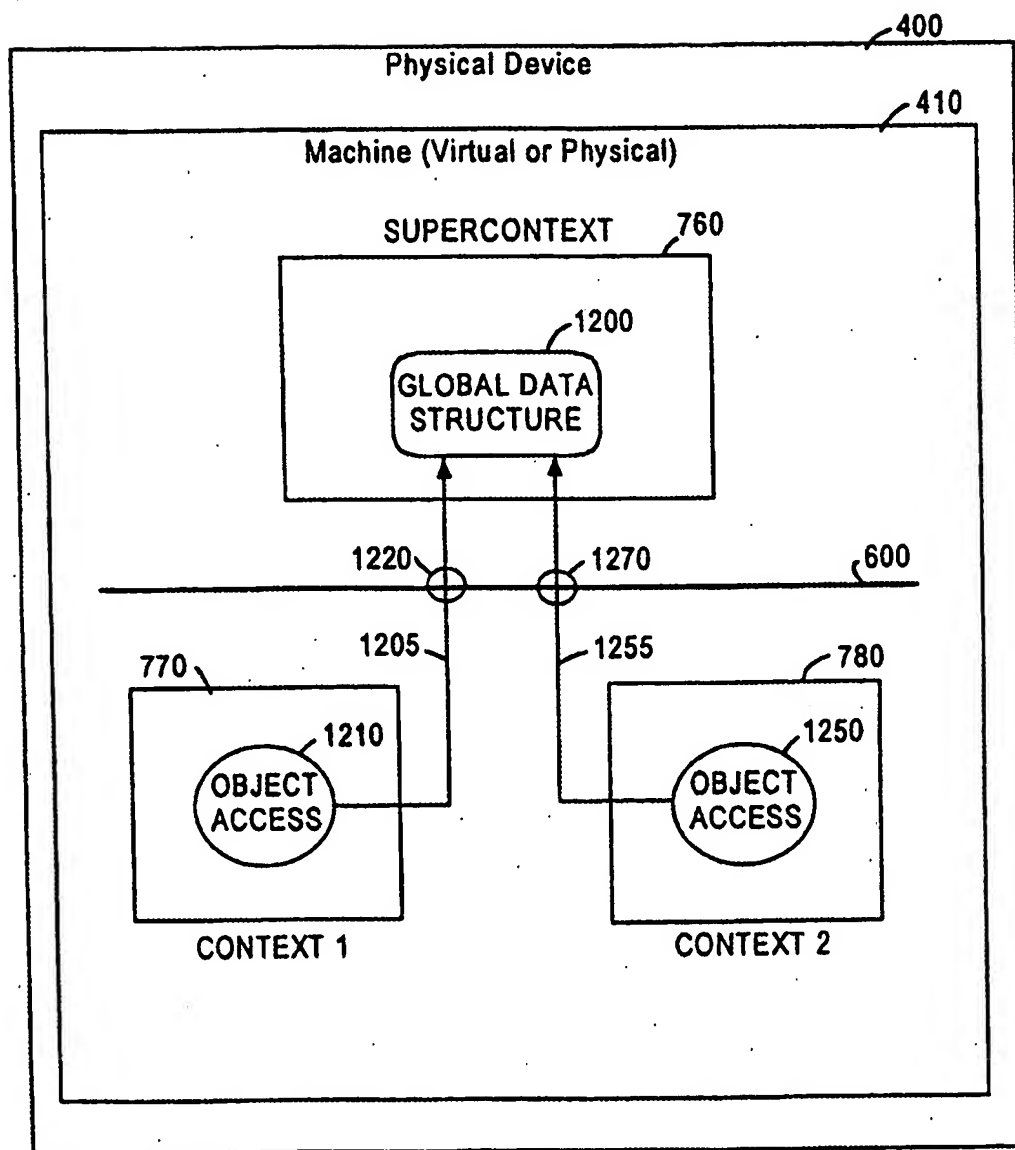 400
Physical Device
410
Machine (Virtual or Physical)
SUPERCONTEXT
760
1200
GLOBAL DATA
STRUCTURE
1220
1270
600
1205
1255
770
780
1210
1250
OBJECT
ACCESS
OBJECT
ACCESS
CONTEXT 1
CONTEXT 2